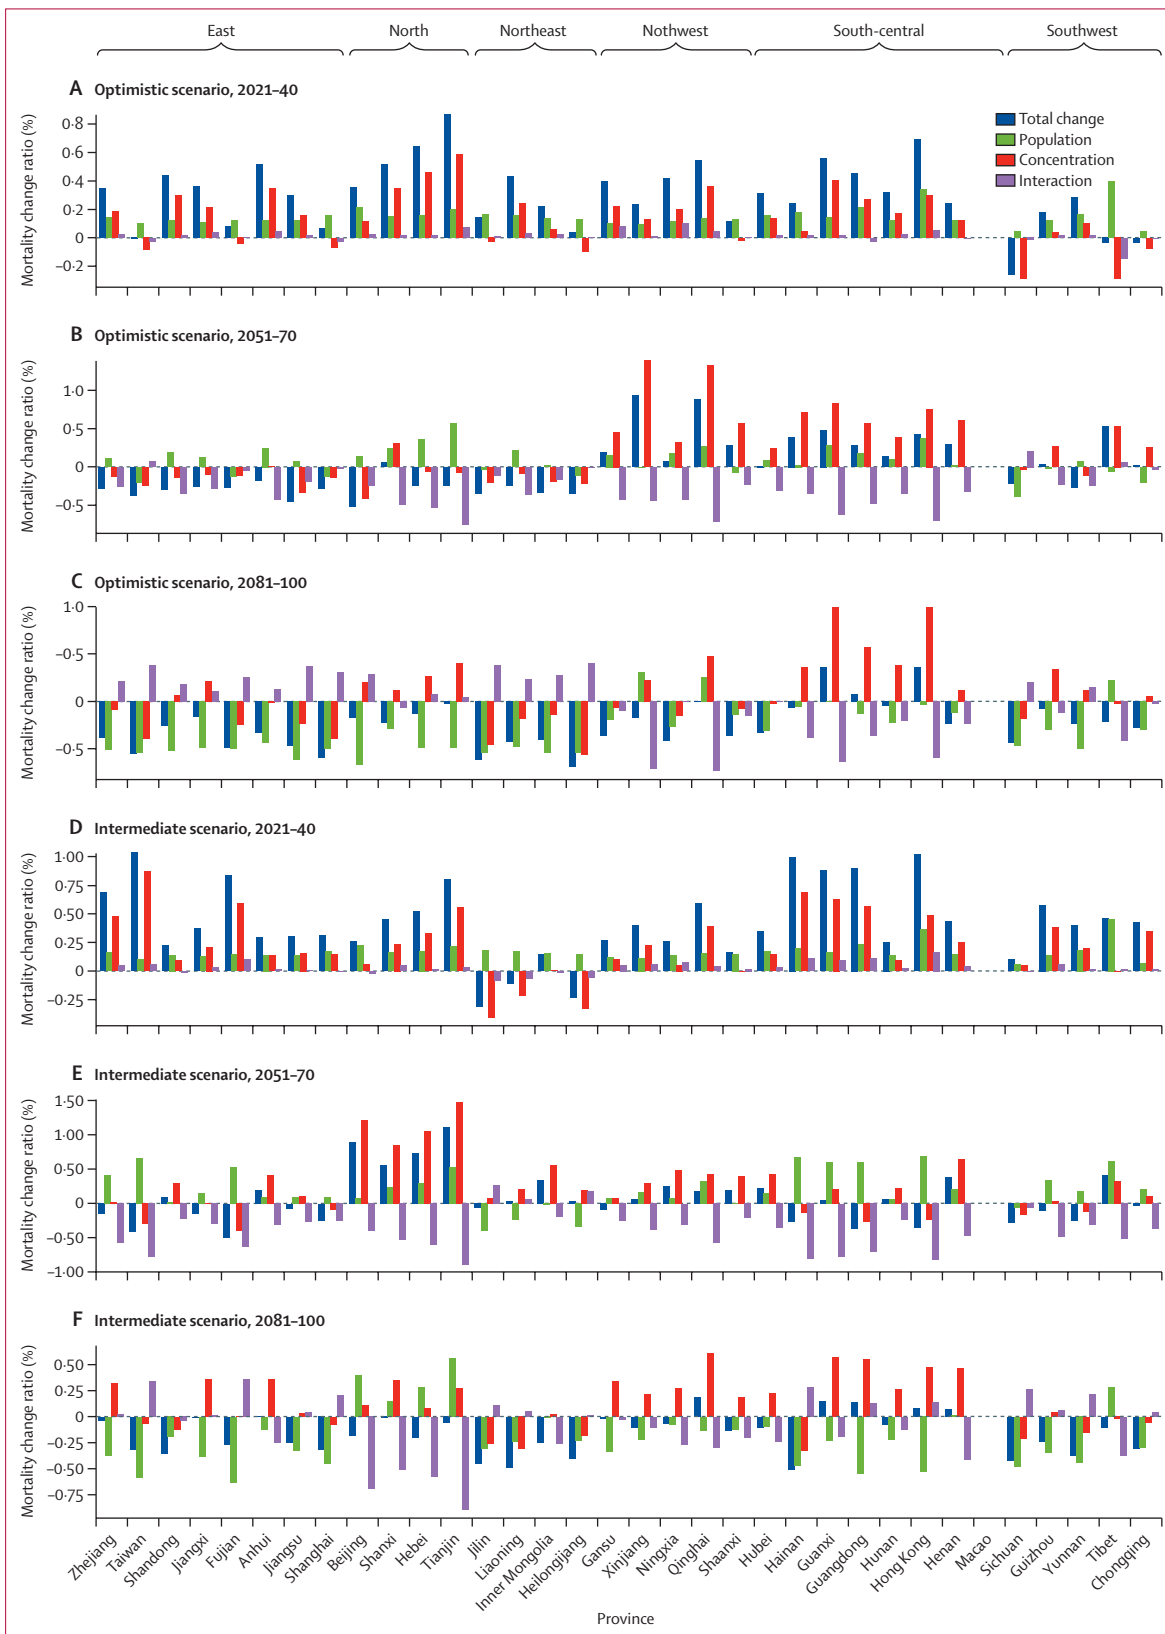 East North Northeast Nothwest South-central Southwest
A Optimistic scenario, 2021–40
Mortality change ratio (%)
0·8
0·6
0·4
0·2
0
–0·2
Total change
Population
Concentration
Interaction
B Optimistic scenario, 2051–70
Mortality change ratio (%)
1·0
0·5
0
–0·5
C Optimistic scenario, 2081–100
Mortality change ratio (%)
1·0
–0·5
0
–0·5
D Intermediate scenario, 2021–40
Mortality change ratio (%)
1·00
0·75
0·50
0·25
0
–0·25
E Intermediate scenario, 2051–70
Mortality change ratio (%)
1·50
1·00
0·50
0
–0·50
–1·00
F Intermediate scenario, 2081–100
Mortality change ratio (%)
0·50
0·25
0
–0·25
–0·50
–0·75
Zhejiang
Taiwan
Shandong
Jiangxi
Fujian
Anhui
Jiangsu
Shanghai
Beijing
Shanxi
Hebei
Tianjin
Jilin
Liaoning
Inner Mongolia
Heilongijang
Gansu
Xinjiang
Ningxia
Qinghai
Shaanxi
Hubei
Hainan
Guanxi
Guangdong
Hunan
Hong Kong
Henan
Macao
Sichuan
Guizhou
Yunnan
Tibet
Chongqing
Province